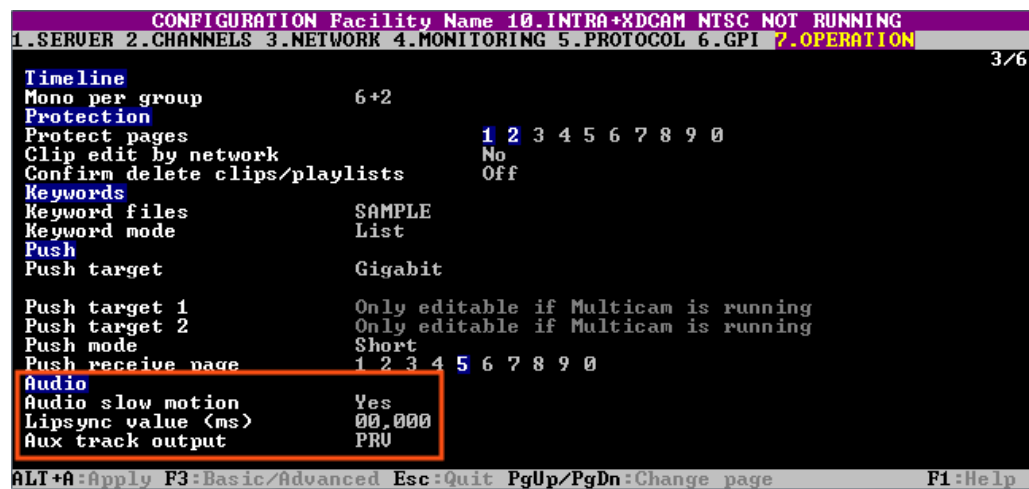 CONFIGURATION Facility Name 10.INTRA+XDCAM NTSC NOT RUNNING
1.SERVER 2.CHANNELS 3.NETWORK 4.MONITORING 5.PROTOCOL 6.GPI 7.OPERATION
3/6
Timeline
Mono per group 6+2
Protection
Protect pages 1 2 3 4 5 6 7 8 9 0
Clip edit by network No
Confirm delete clips/playlists Off
Keywords
Keyword files SAMPLE
Keyword mode List
Push
Push target Gigabit
Push target 1 Only editable if Multicam is running
Push target 2 Only editable if Multicam is running
Push mode Short
Push receive page 1 2 3 4 5 6 7 8 9 0
Audio
Audio slow motion Yes
Lipsync value (ms) 00,000
Aux track output PRV
ALT+A:Apply F3:Basic/Advanced Esc:Quit PgUp/PgDn:Change page F1:Help